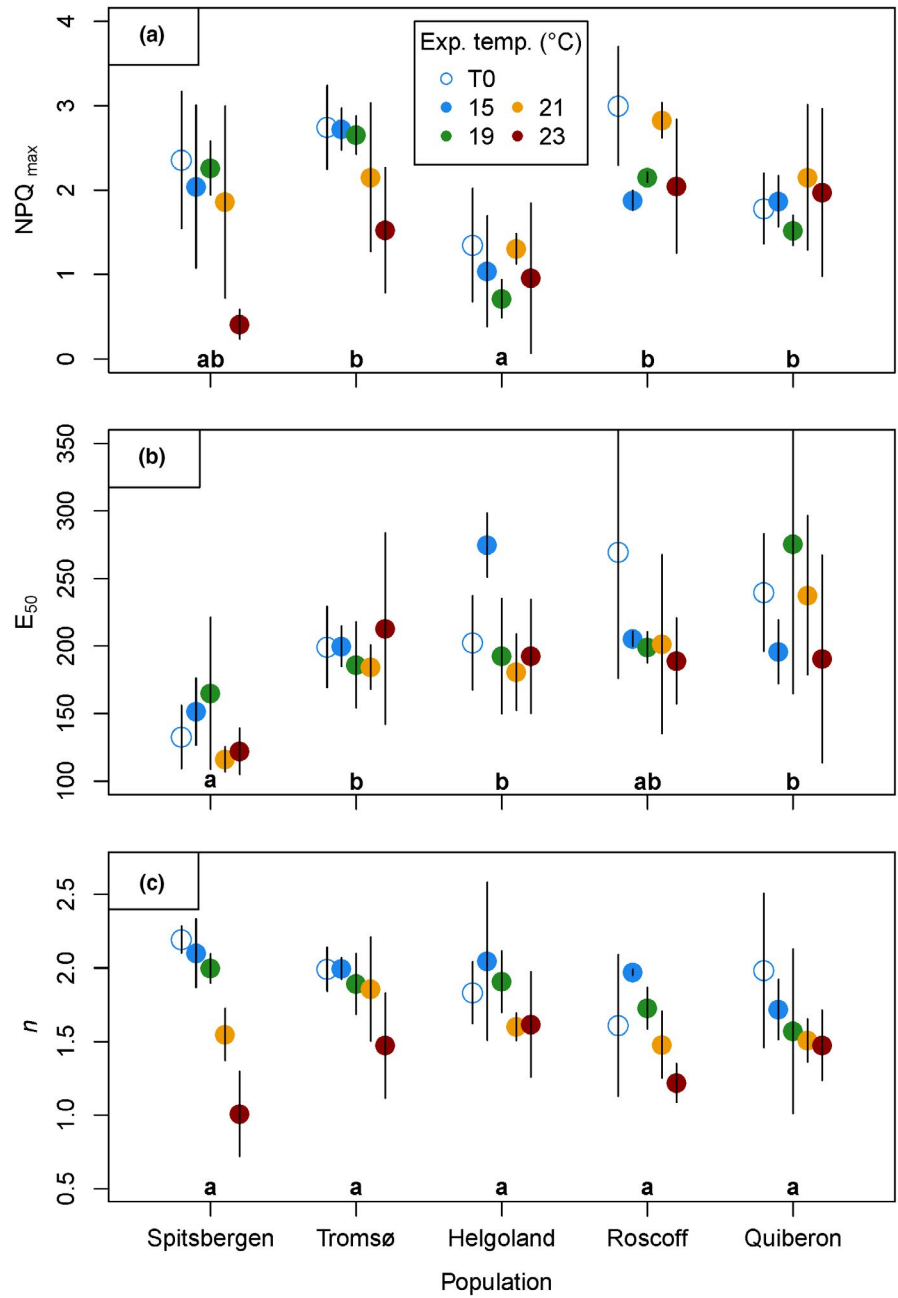 (a)
Exp. temp. (°C)
T0
15 21
19 23
NPQ max
4
3
2
1
0
ab b a b b
(b)
E50
350
300
250
200
150
100
a b b ab b
(c)
n
2.5
2.0
1.5
1.0
0.5
a a a a a
Spitsbergen Tromsø Helgoland Roscoff Quiberon
Population